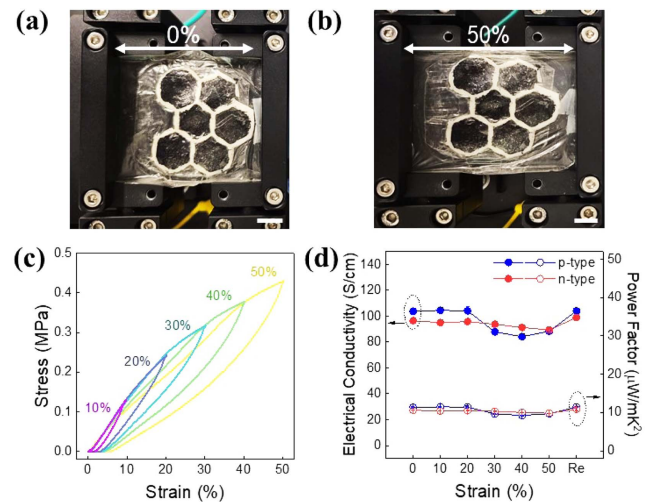 (a)
0%
(b)
50%
(c)
0.5
0.4
0.3
0.2
0.1
0.0
Stress (MPa)
10%
20%
30%
40%
50%
0 10 20 30 40 50
Strain (%)
(d)
140
120
100
80
60
40
20
0
Electrical Conductivity (S/cm)
p-type
n-type
50
40
30
20
10
0
Power Factor (μW/mK²)
0 10 20 30 40 50 Re
Strain (%)